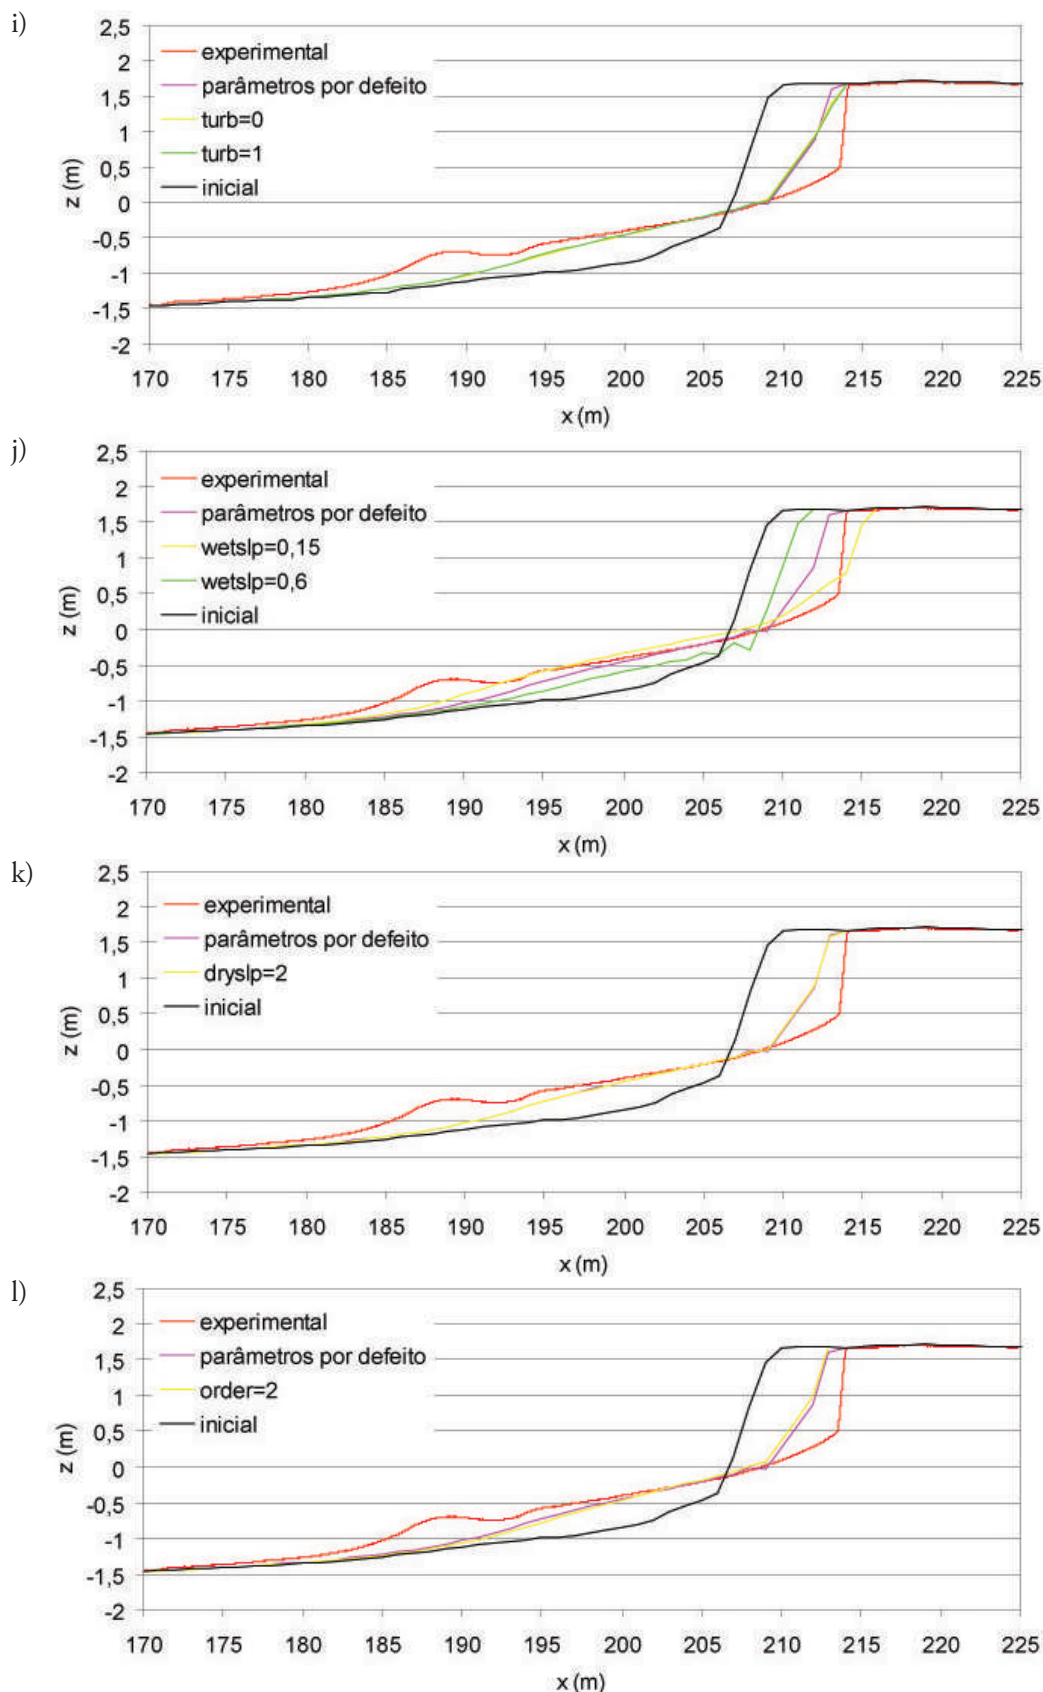 i)
2,5
2
1,5
1
0,5
0
-0,5
-1
-1,5
-2
z (m)
experimental
parâmetros por defeito
turb=0
turb=1
inicial
170 175 180 185 190 195 200 205 210 215 220 225
x (m)
j)
2,5
2
1,5
1
0,5
0
-0,5
-1
-1,5
-2
z (m)
experimental
parâmetros por defeito
wetslp=0,15
wetslp=0,6
inicial
170 175 180 185 190 195 200 205 210 215 220 225
x (m)
k)
2,5
2
1,5
1
0,5
0
-0,5
-1
-1,5
-2
z (m)
experimental
parâmetros por defeito
dryslp=2
inicial
170 175 180 185 190 195 200 205 210 215 220 225
x (m)
l)
2,5
2
1,5
1
0,5
0
-0,5
-1
-1,5
-2
z (m)
experimental
parâmetros por defeito
order=2
inicial
170 175 180 185 190 195 200 205 210 215 220 225
x (m)